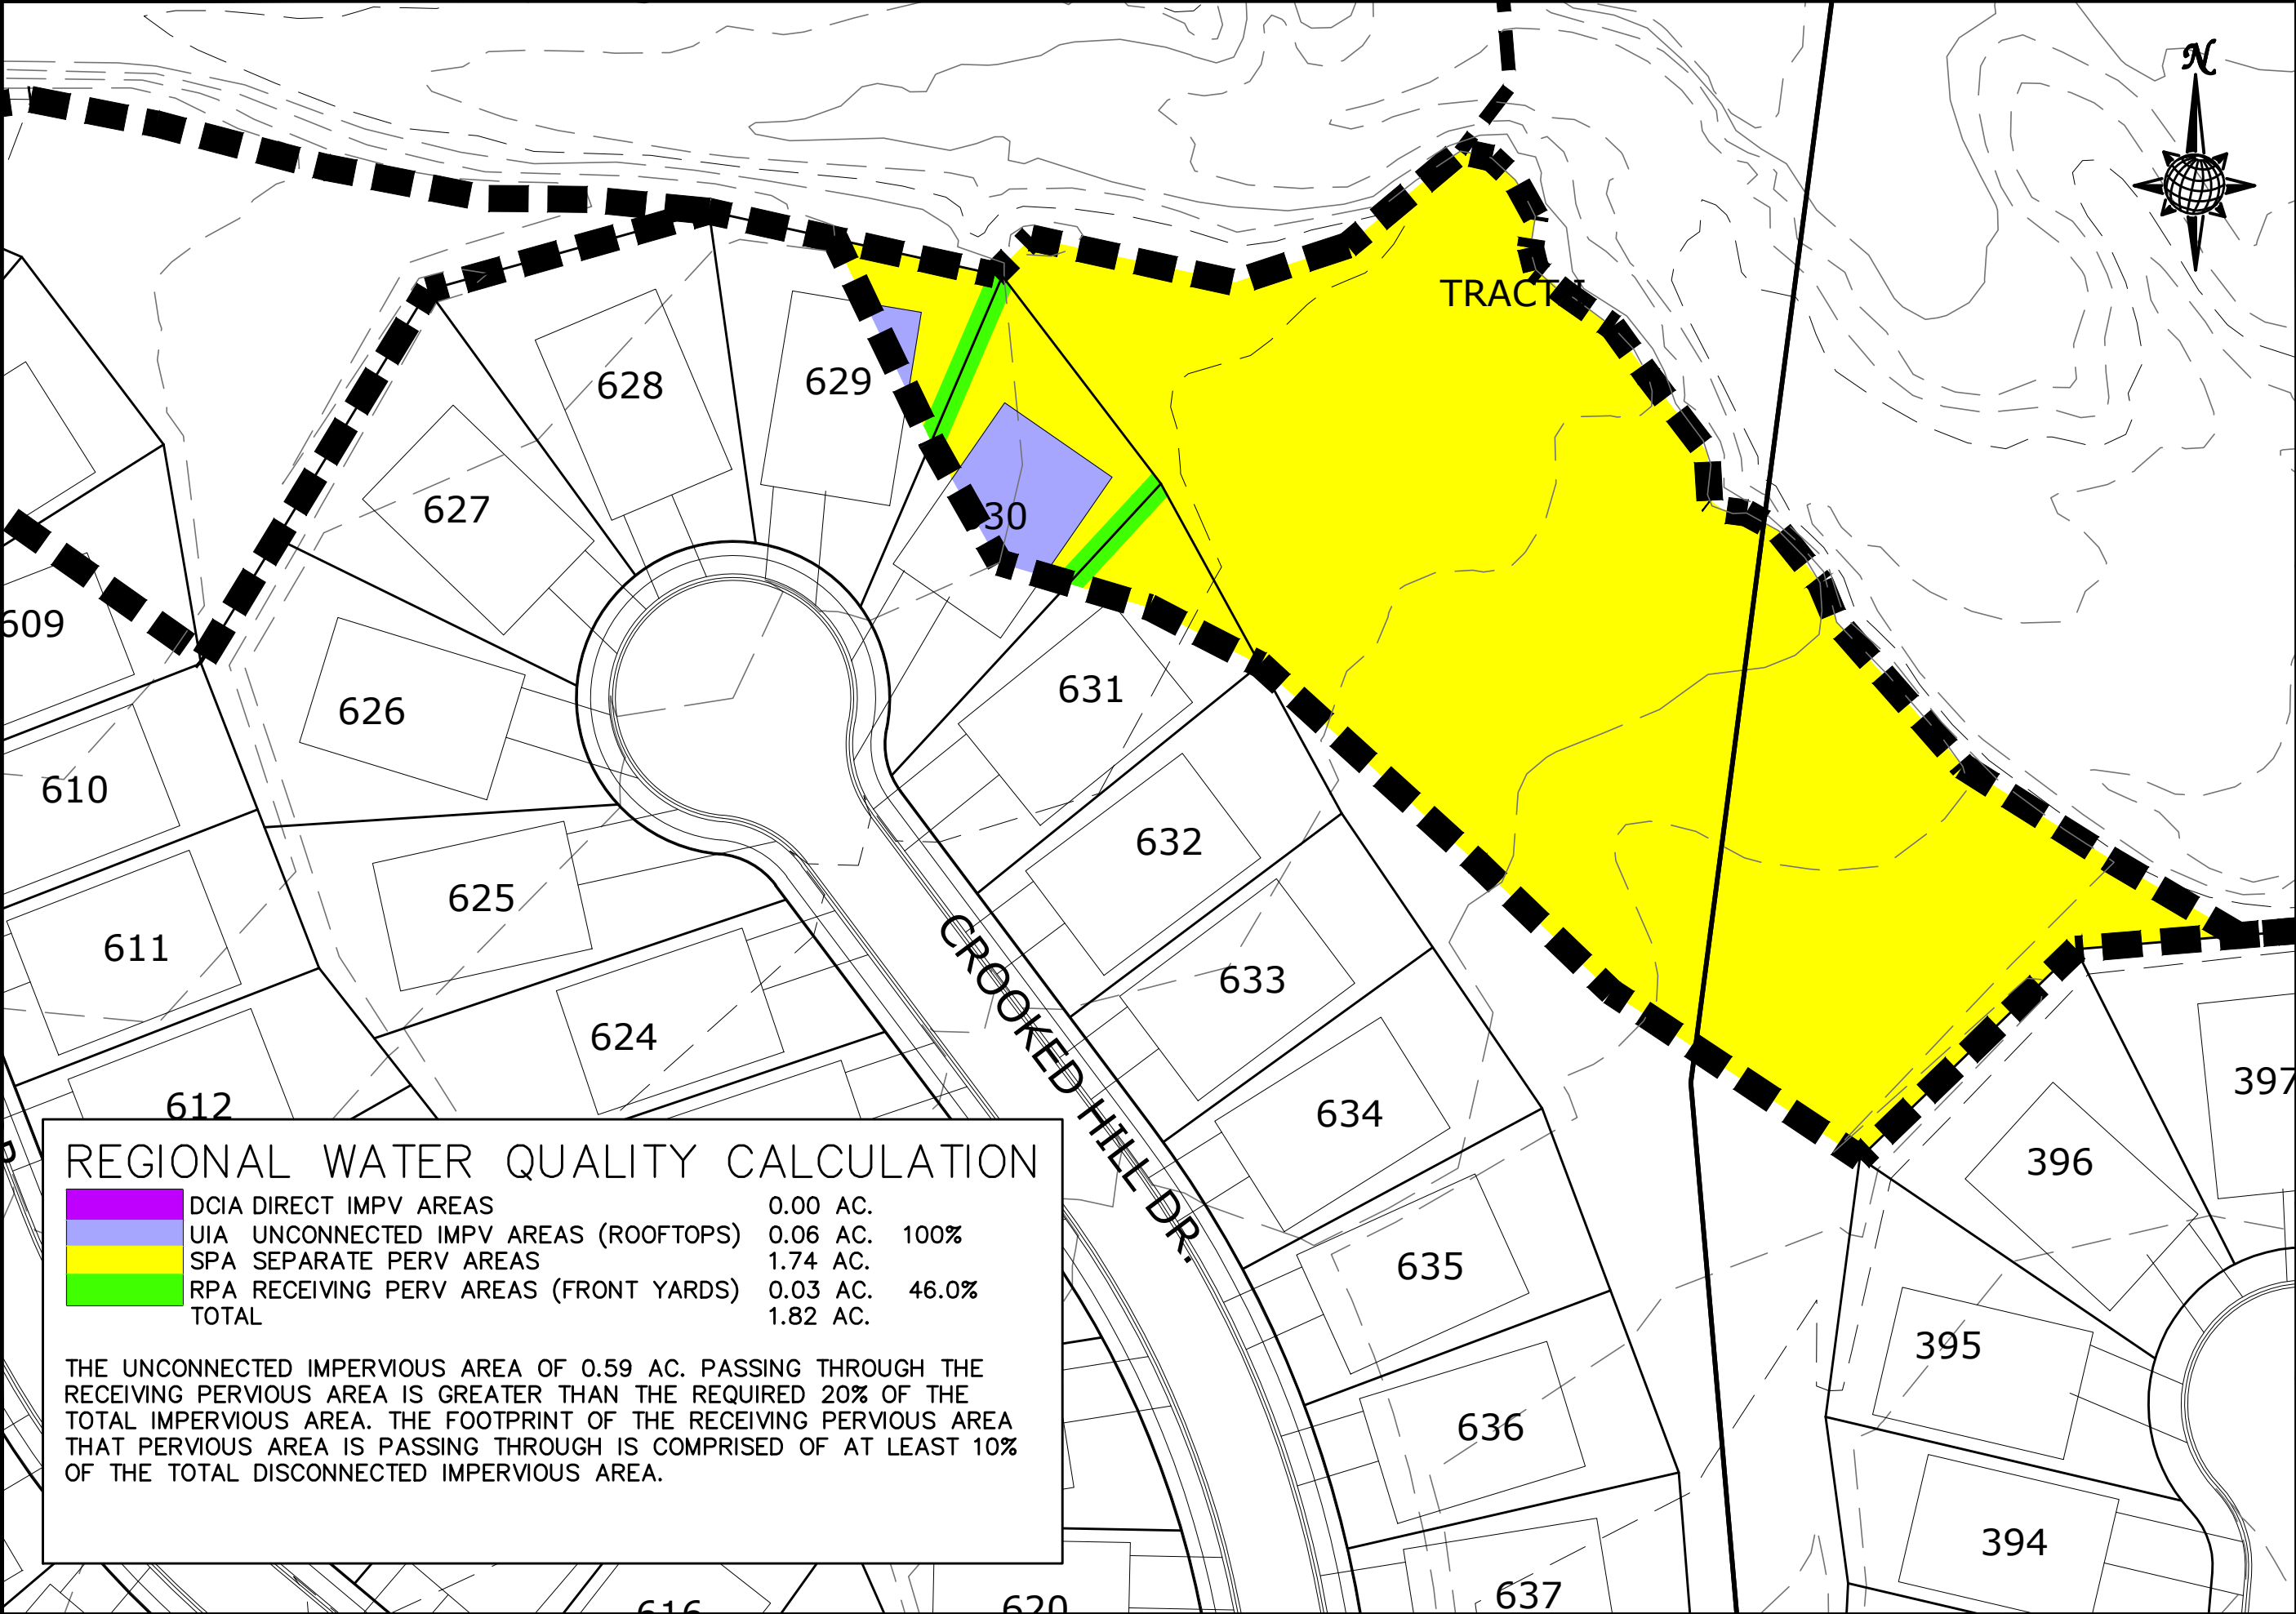 N
TRACT
628
629
627
30
609
631
626
610
632
625
611
633
CROOKED HILL DR.
624
397
612
634
396
635
395
636
394
637
616
620
REGIONAL WATER QUALITY CALCULATION
DCIA DIRECT IMPV AREAS 0.00 AC.
UIA UNCONNECTED IMPV AREAS (ROOFTOPS) 0.06 AC. 100%
SPA SEPARATE PERV AREAS 1.74 AC.
RPA RECEIVING PERV AREAS (FRONT YARDS) 0.03 AC. 46.0%
TOTAL 1.82 AC.
THE UNCONNECTED IMPERVIOUS AREA OF 0.59 AC. PASSING THROUGH THE
RECEIVING PERVIOUS AREA IS GREATER THAN THE REQUIRED 20% OF THE
TOTAL IMPERVIOUS AREA. THE FOOTPRINT OF THE RECEIVING PERVIOUS AREA
THAT PERVIOUS AREA IS PASSING THROUGH IS COMPRISED OF AT LEAST 10%
OF THE TOTAL DISCONNECTED IMPERVIOUS AREA.